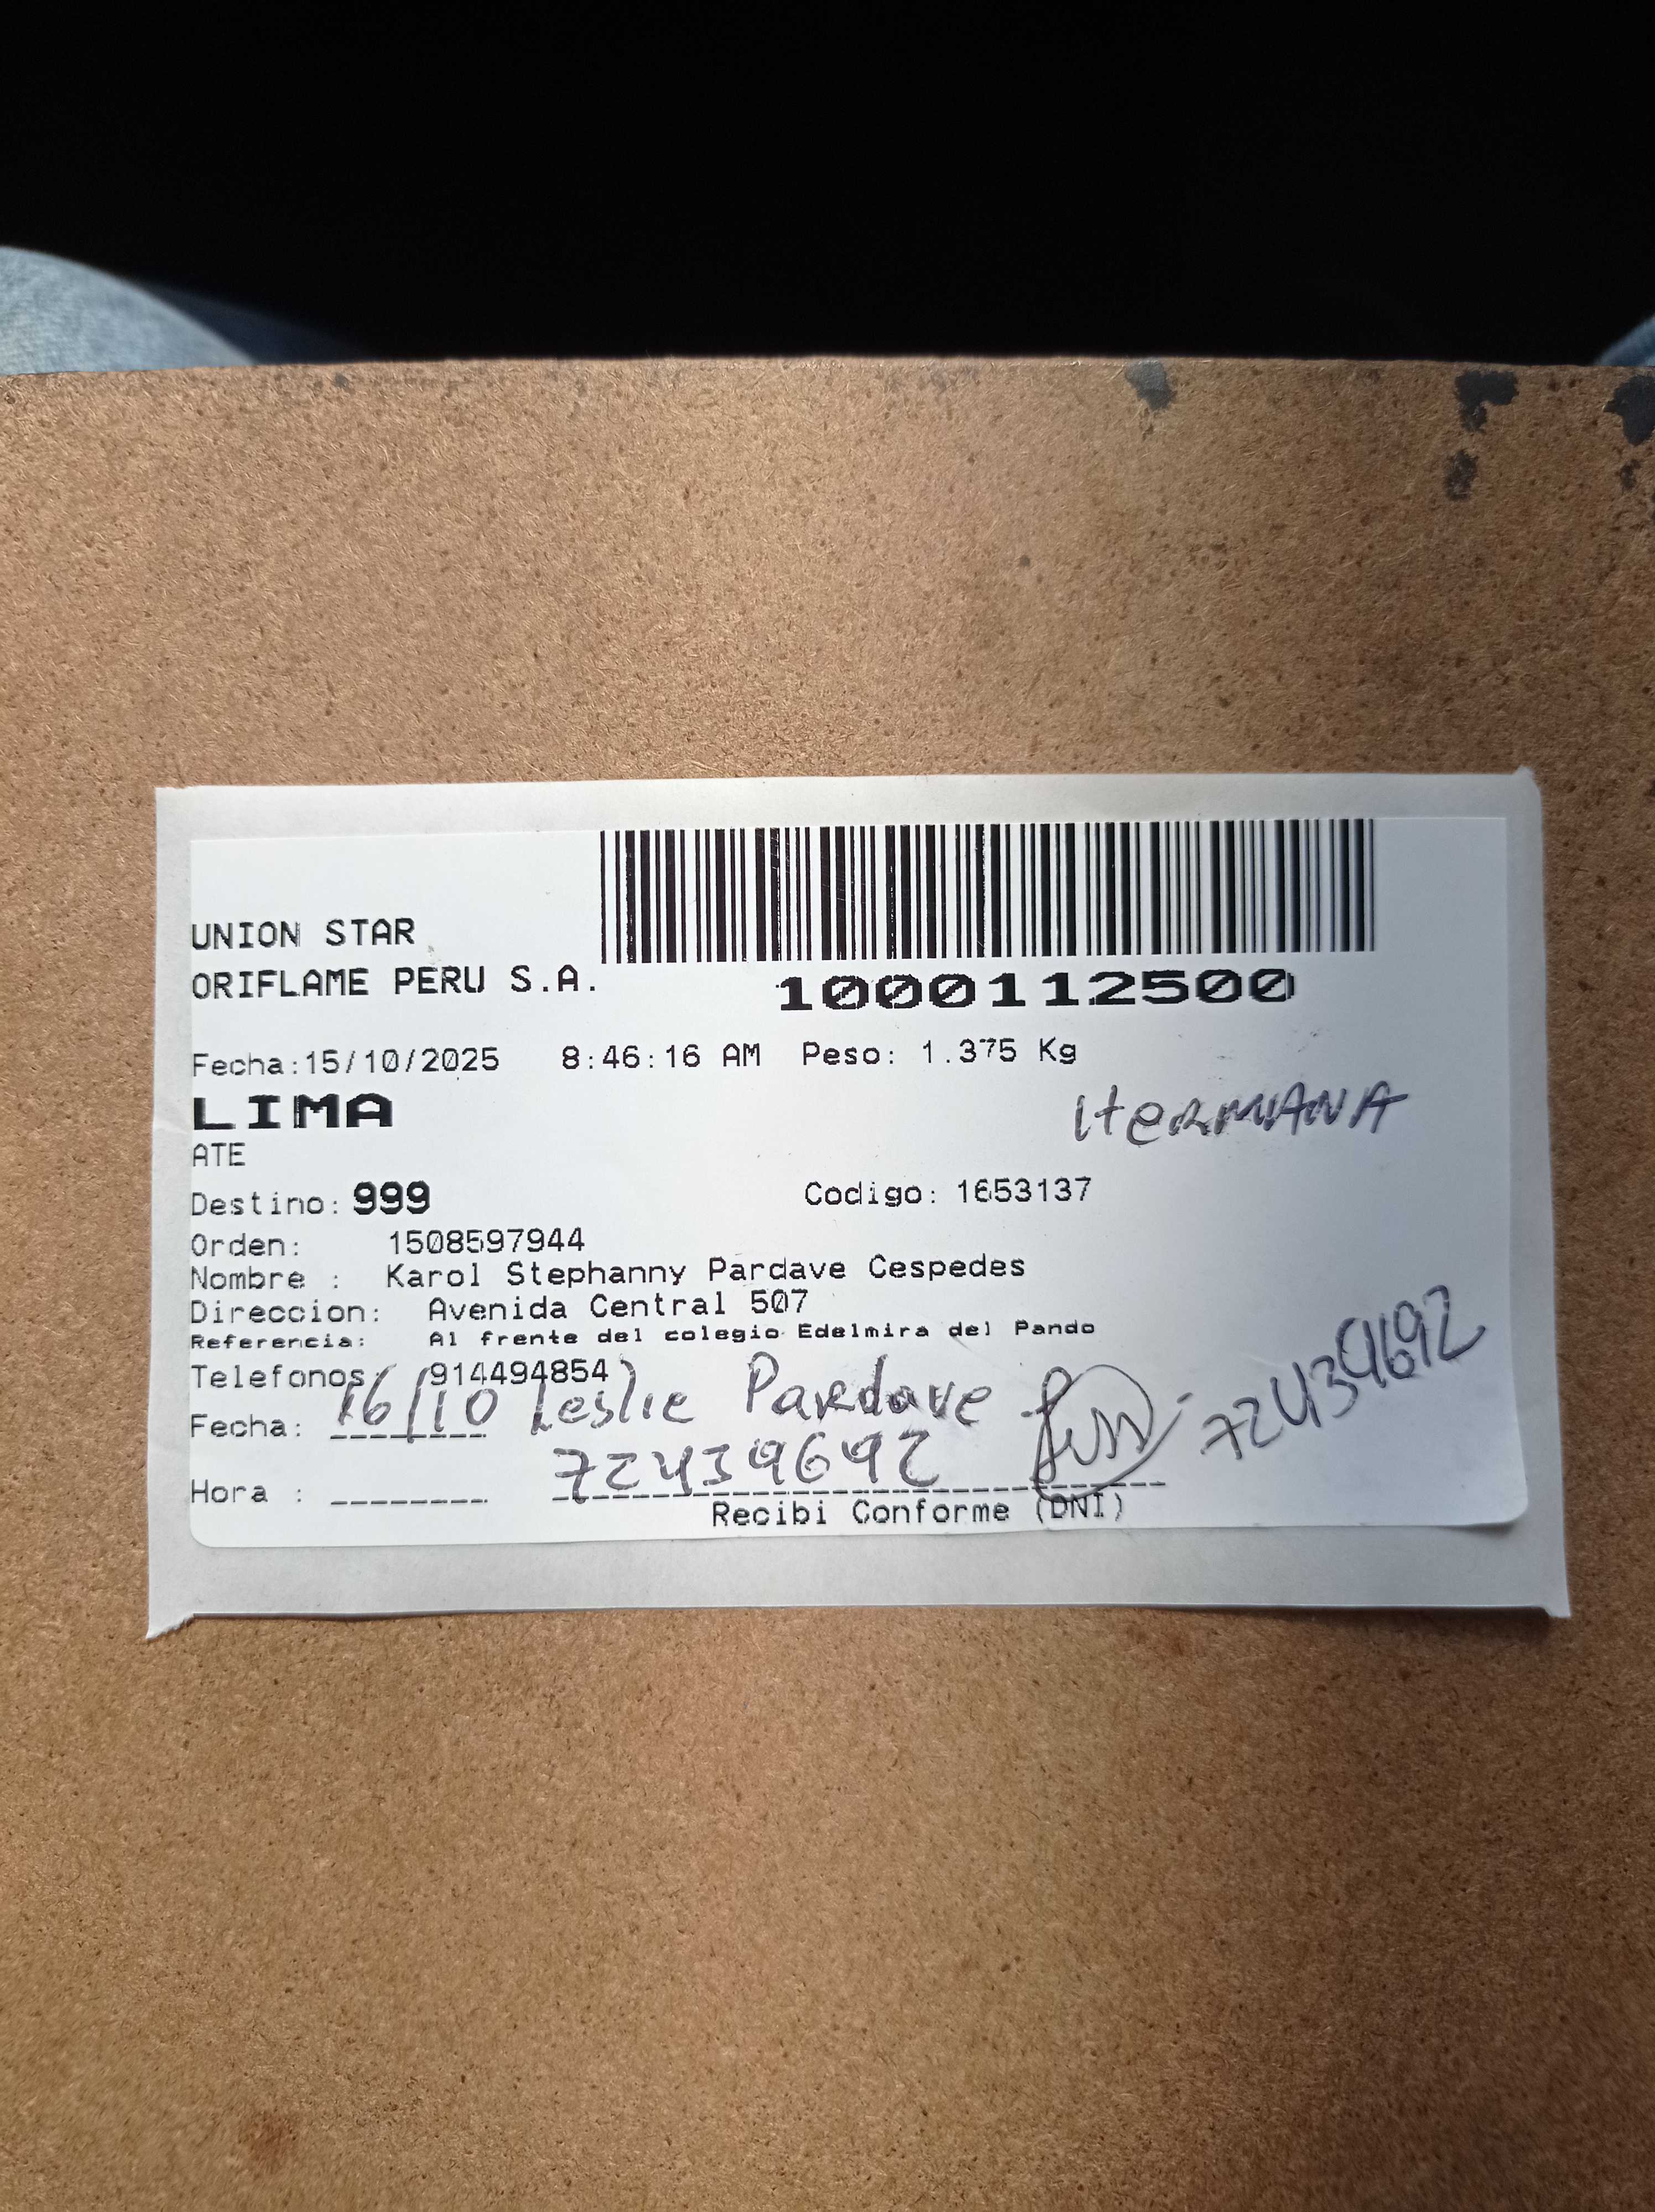 UNION STAR
ORIFLAME PERU S.A.
1000112500
Fecha:15/10/2025 8:46:16 AM Peso: 1.375 Kg
LIMA
HERMANA
ATE
Destino: 999 Codigo: 1653137
Orden: 1508597944
Nombre : Karol Stephanny Pardave Cespedes
Direccion: Avenida Central 507
Referencia: Al frente del colegio Edelmira del Pando
Telefonos: 914494854
Fecha: 16/10 Leslie Pardave
72439692 72439692
Hora :
Recibi Conforme (DNI)